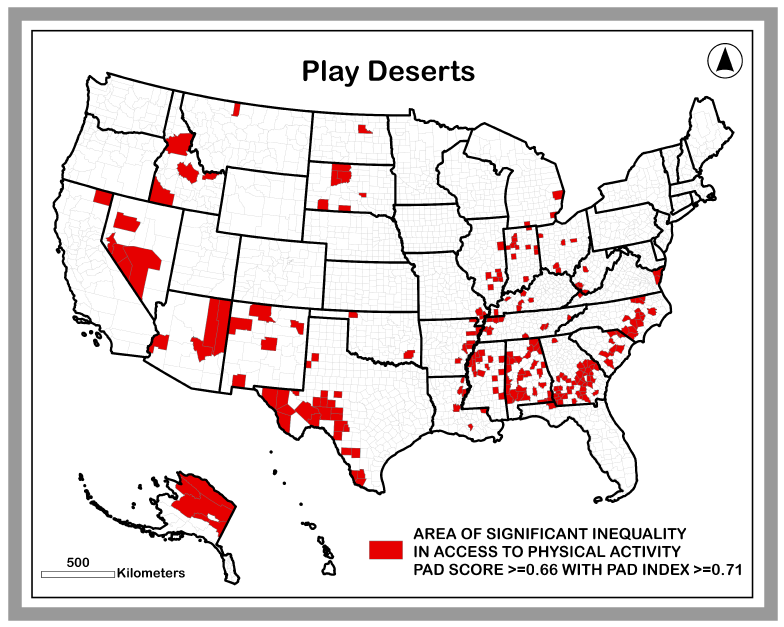 Play Deserts
AREA OF SIGNIFICANT INEQUALITY
IN ACCESS TO PHYSICAL ACTIVITY
PAD SCORE >=0.66 WITH PAD INDEX >=0.71
500
Kilometers